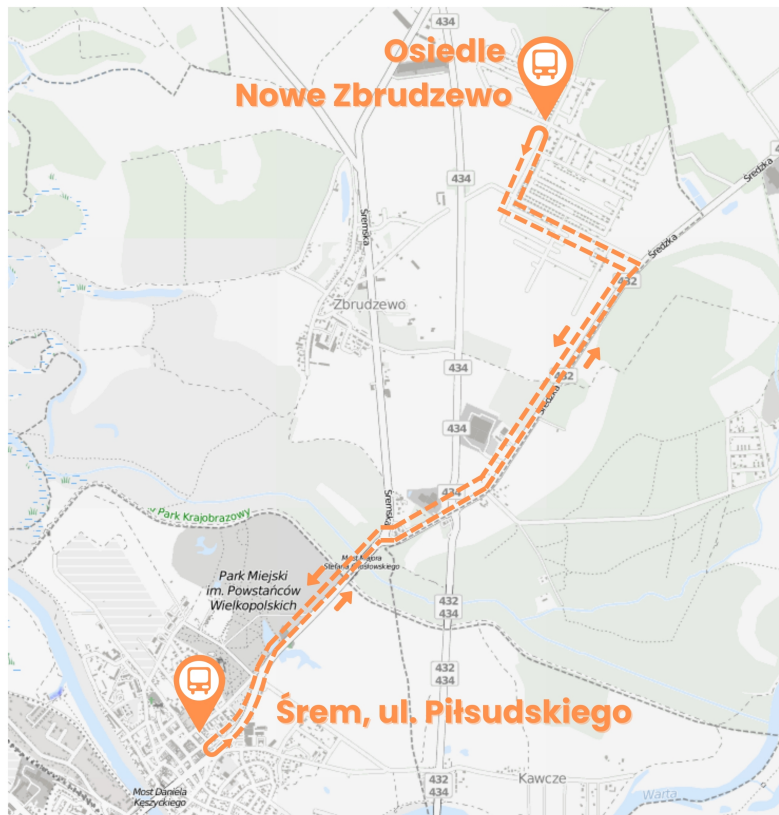 434
Osiedle
Nowe Zbrudzewo
434
Średzka
Śremska
Średzka
432
Zbrudzewo
434
432
Średzka
434
434
Śremska
Park Krajobrazowy
Most Majora
Stefana
Park Miejski
im. Powstańców
Wielkopolskich
432
434
432
434
Śrem, ul. Piłsudskiego
432
434
Kawcze
Most Daniela
Kęszyckiego
Warta